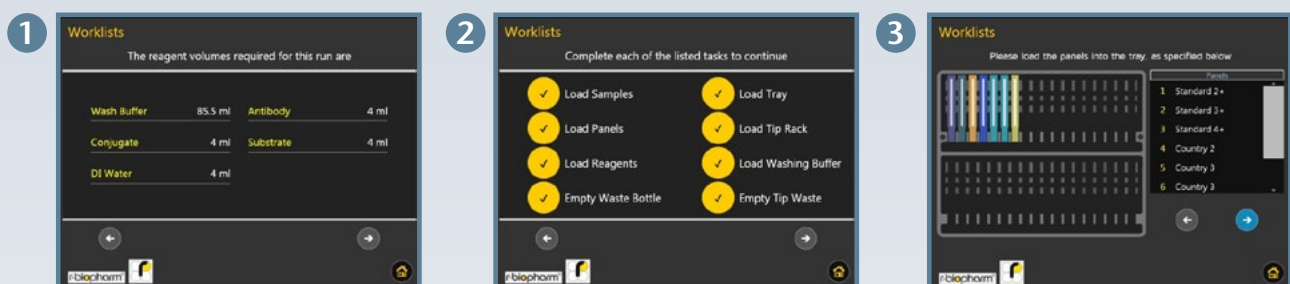 1
Worklists
The reagent volumes required for this run are
Wash Buffer 85.5 ml Antibody 4 ml
Conjugate 4 ml Substrate 4 ml
DI Water 4 ml
r-biopharm
2
Worklists
Complete each of the listed tasks to continue
Load Samples Load Tray
Load Panels Load Tip Rack
Load Reagents Load Washing Buffer
Empty Waste Bottle Empty Tip Waste
r-biopharm
3
Worklists
Please load the panels into the tray, as specified below
Panels
1 Standard 2+
2 Standard 3+
3 Standard 4+
4 Country 2
5 Country 3
6 Country 3
r-biopharm